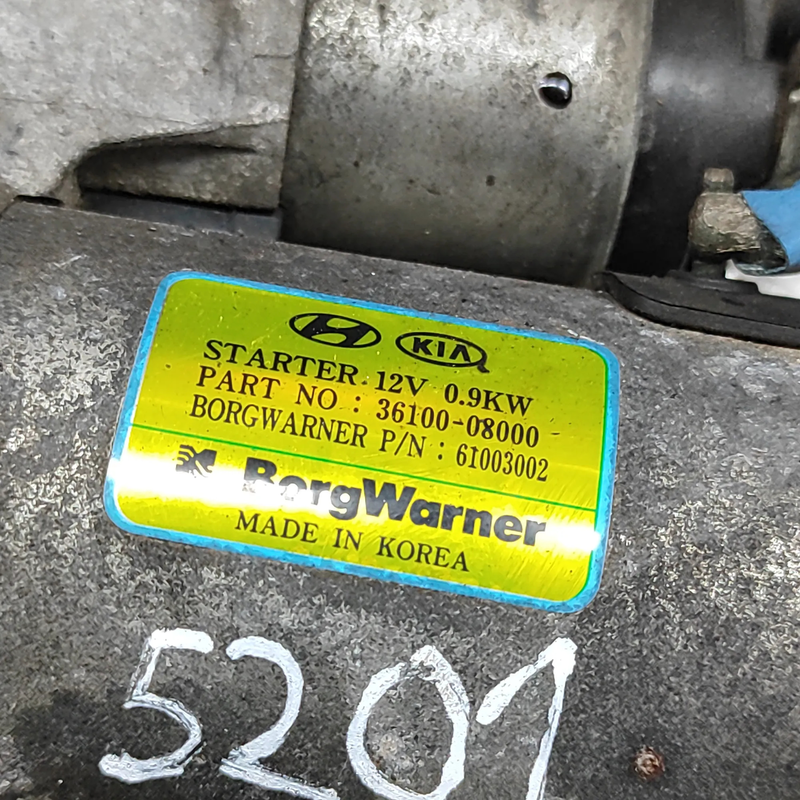 KIA
STARTER 12V 0.9KW
PART NO : 36100-08000
BORGWARNER P/N : 61003002
BorgWarner
MADE IN KOREA
5201